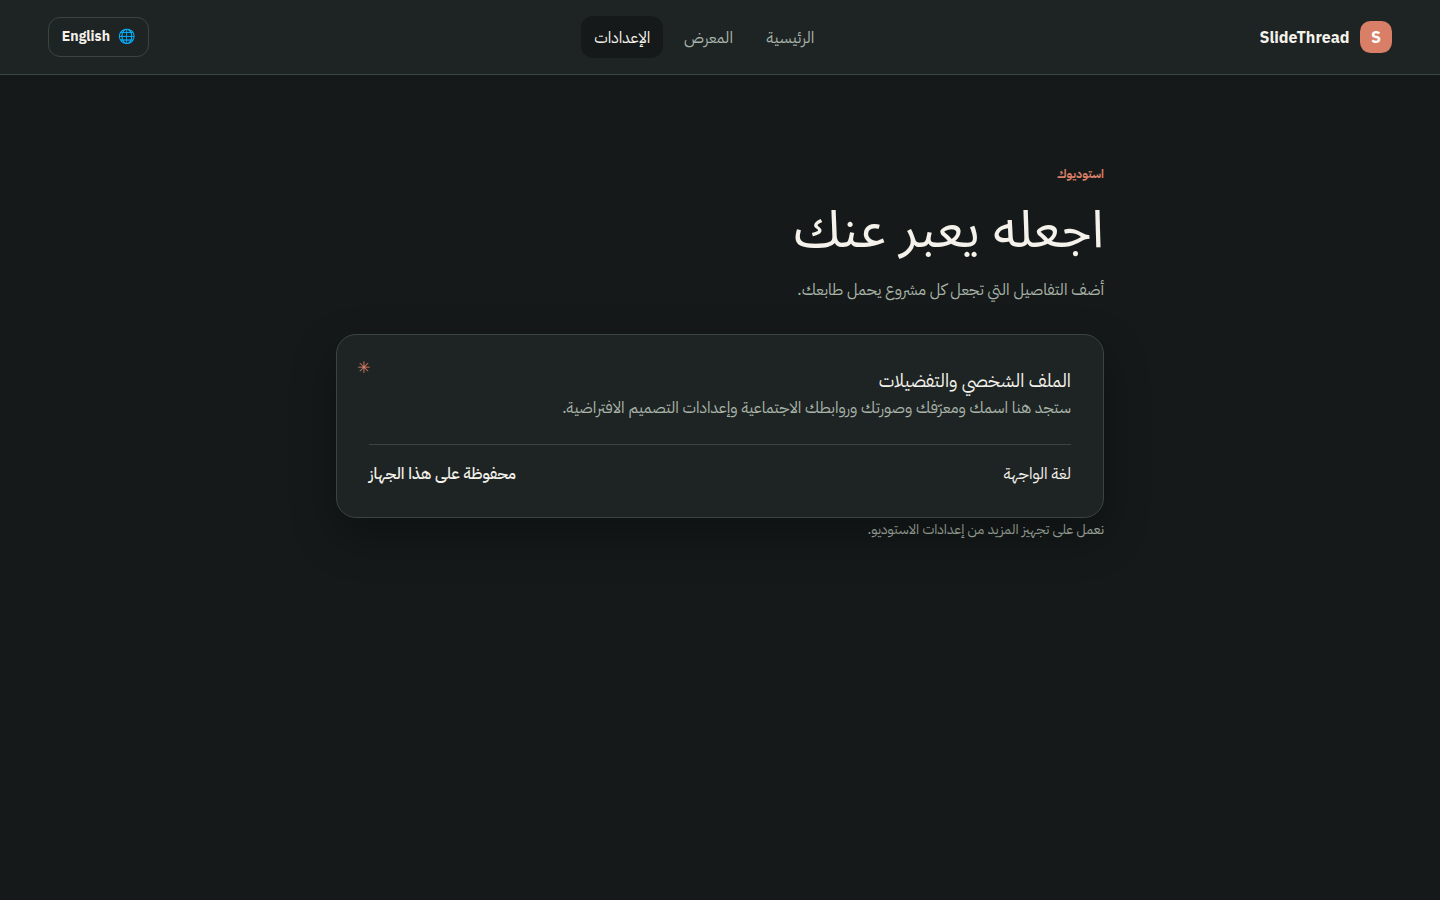 S SlideThread
الرئيسية
المعرض
الإعدادات
🌐 English
استوديوك
اجعله يعبر عنك
أضف التفاصيل التي تجعل كل مشروع يحمل طابعك.
الملف الشخصي والتفضيلات
ستجد هنا اسمك ومعرّفك وصورتك وروابطك الاجتماعية وإعدادات التصميم الافتراضية.
لغة الواجهة
محفوظة على هذا الجهاز
نعمل على تجهيز المزيد من إعدادات الاستوديو.